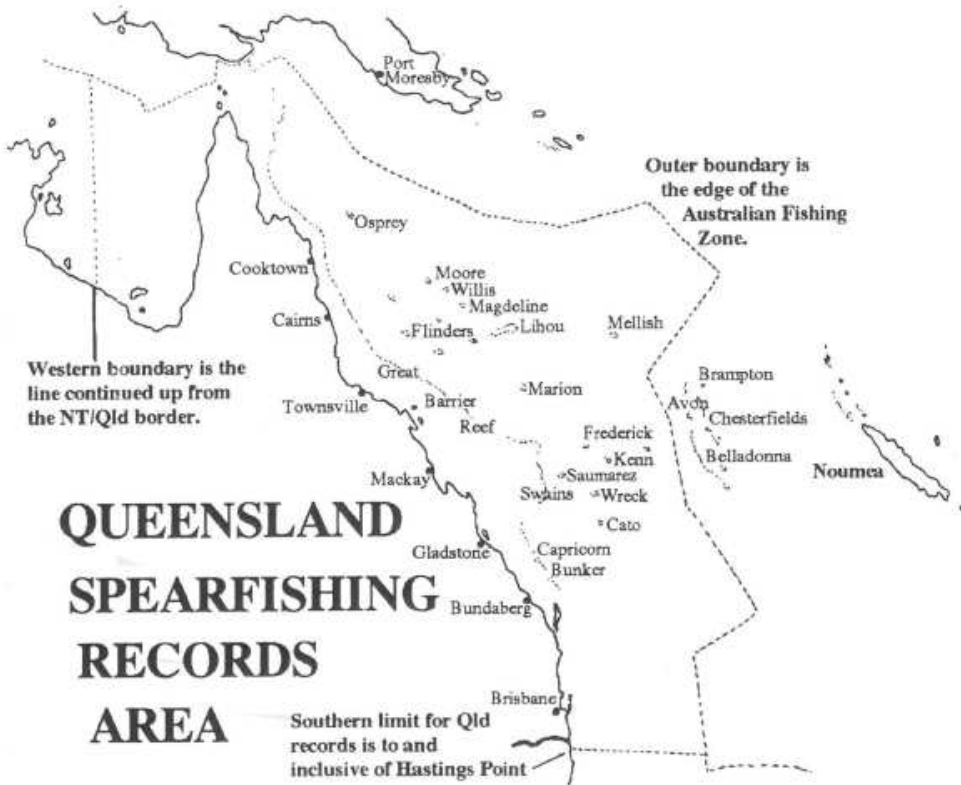 Port
Moresby
Outer boundary is
the edge of the
Australian Fishing
Zone.
Osprey
Cooktown
Moore
Willis
Magdeline
Cairns
Flinders
Lihou
Mellish
Western boundary is the
line continued up from
the NT/Qld border.
Great
Brampton
Marion
Townsville
Barrier
Avon
Chesterfields
Reef
Frederick
Belladonna
Kenn
Noumea
Mackay
Saumarez
Swains
Wreck
QUEENSLAND
Cato
Gladstone
Capricorn
Bunker
SPEARFISHING
Bundaberg
RECORDS
Brisbane
AREA
Southern limit for Qld
records is to and
inclusive of Hastings Point